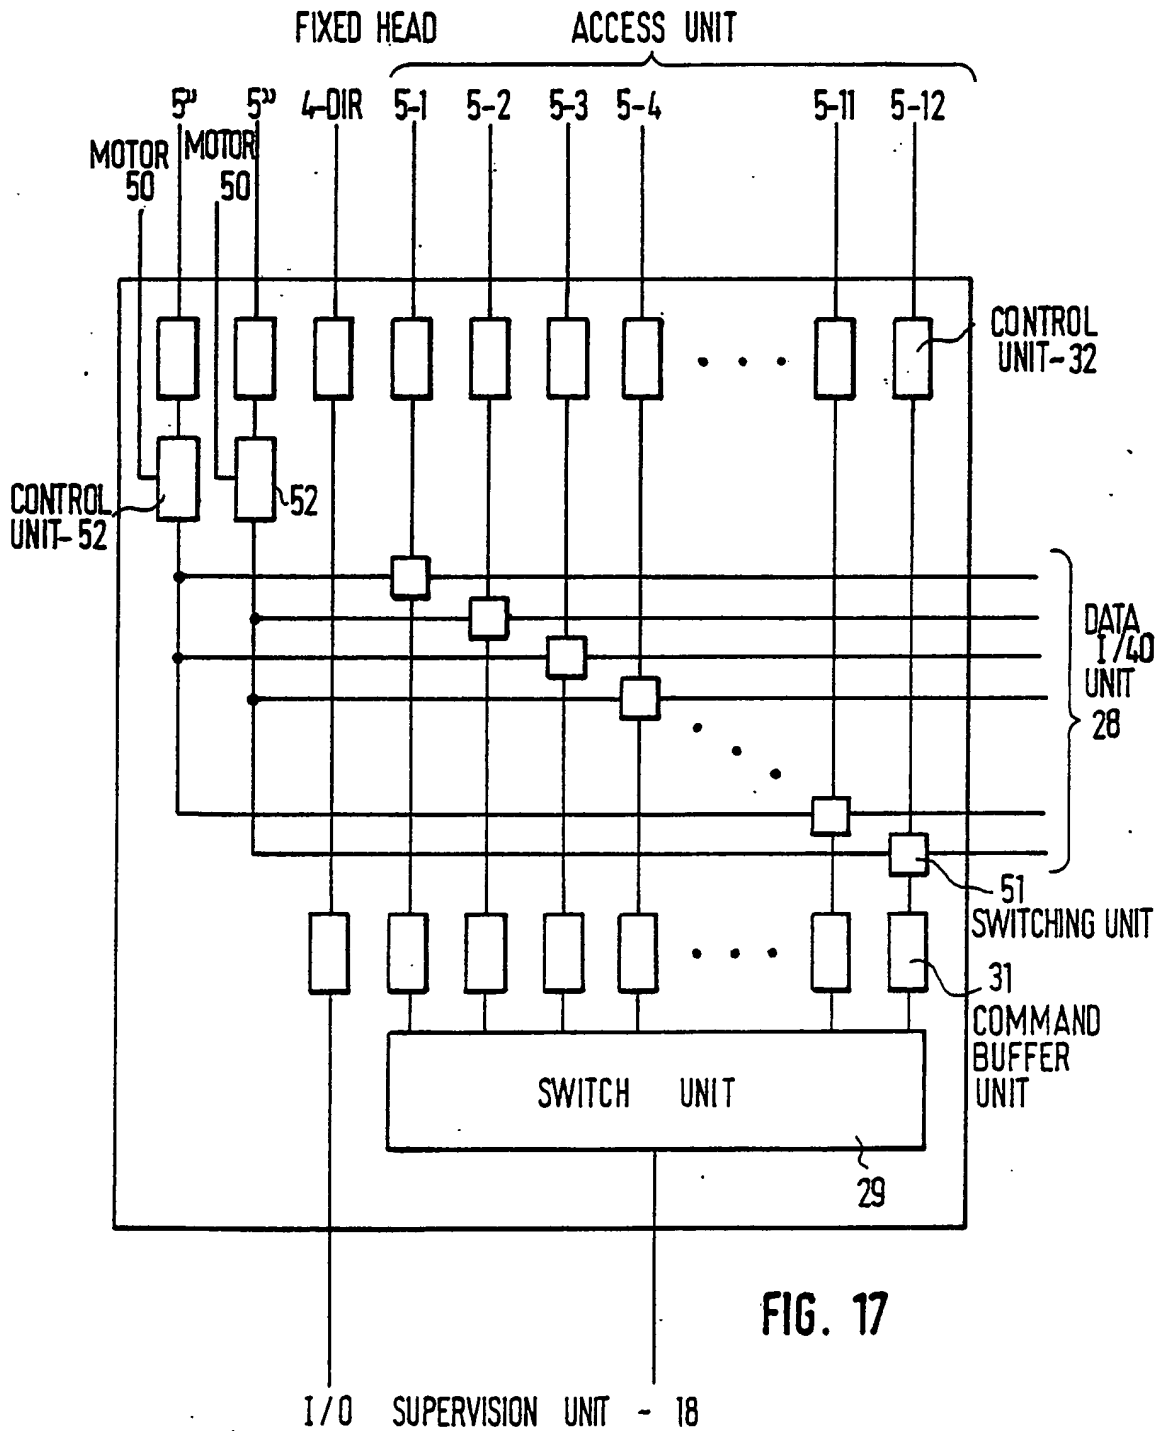 FIXED HEAD ACCESS UNIT
5" 5" 4-DIR 5-1 5-2 5-3 5-4 5-11 5-12
MOTOR MOTOR
50 50
CONTROL
UNIT-32
CONTROL
UNIT-52
52
DATA
I/40
UNIT
28
51
SWITCHING UNIT
31
COMMAND
BUFFER
UNIT
SWITCH UNIT
29
FIG. 17
I/O SUPERVISION UNIT - 18